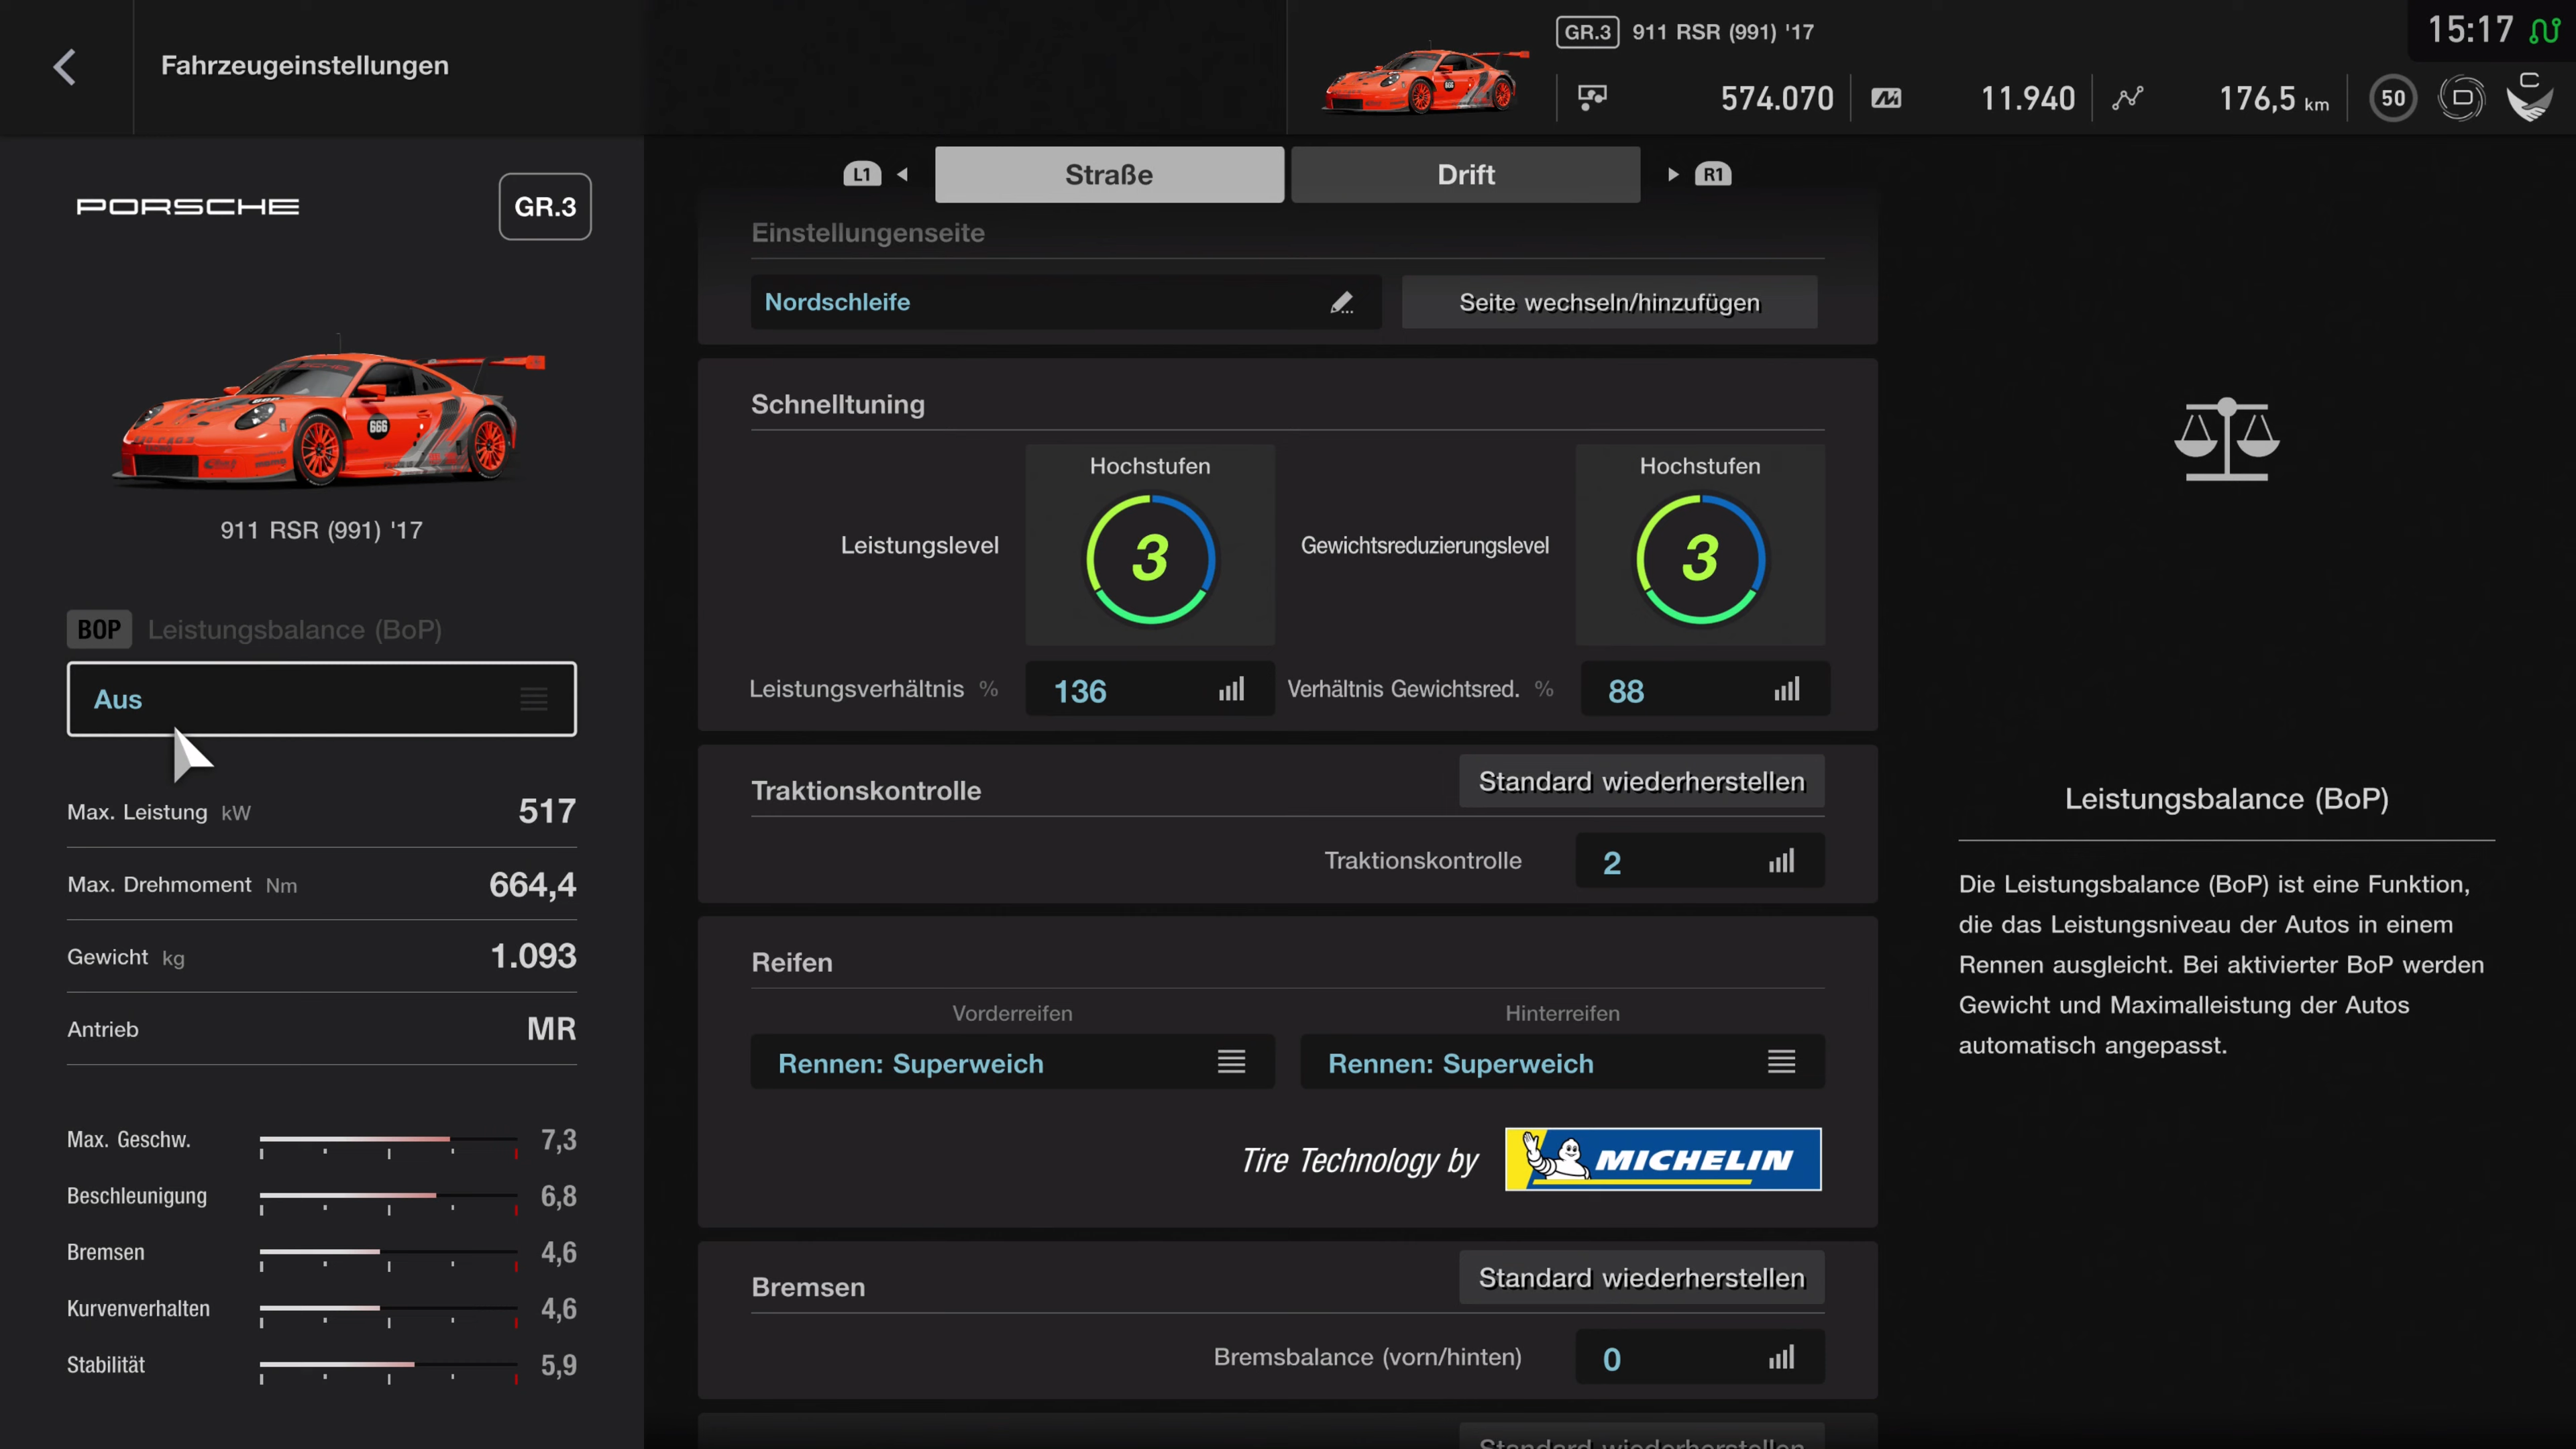 Fahrzeugeinstellungen
GR.3 911 RSR (991) '17
15:17
574.070
11.940
176,5 km
50
D
C
PORSCHE
GR.3
666
911 RSR (991) '17
BOP Leistungsbalance (BoP)
Aus
Max. Leistung kW 517
Max. Drehmoment Nm 664,4
Gewicht kg 1.093
Antrieb MR
Max. Geschw. 7,3
Beschleunigung 6,8
Bremsen 4,6
Kurvenverhalten 4,6
Stabilität 5,9
L1 Straße Drift R1
Einstellungenseite
Nordschleife Seite wechseln/hinzufügen
Schnelltuning
Hochstufen Hochstufen
Leistungslevel 3 Gewichtsreduzierungslevel 3
Leistungsverhältnis % 136 Verhältnis Gewichtsred. % 88
Traktionskontrolle Standard wiederherstellen
Traktionskontrolle 2
Reifen
Vorderreifen Hinterreifen
Rennen: Superweich Rennen: Superweich
Tire Technology by MICHELIN
Bremsen Standard wiederherstellen
Bremsbalance (vorn/hinten) 0
Standard wiederherstellen
Leistungsbalance (BoP)
Die Leistungsbalance (BoP) ist eine Funktion,
die das Leistungsniveau der Autos in einem
Rennen ausgleicht. Bei aktivierter BoP werden
Gewicht und Maximalleistung der Autos
automatisch angepasst.